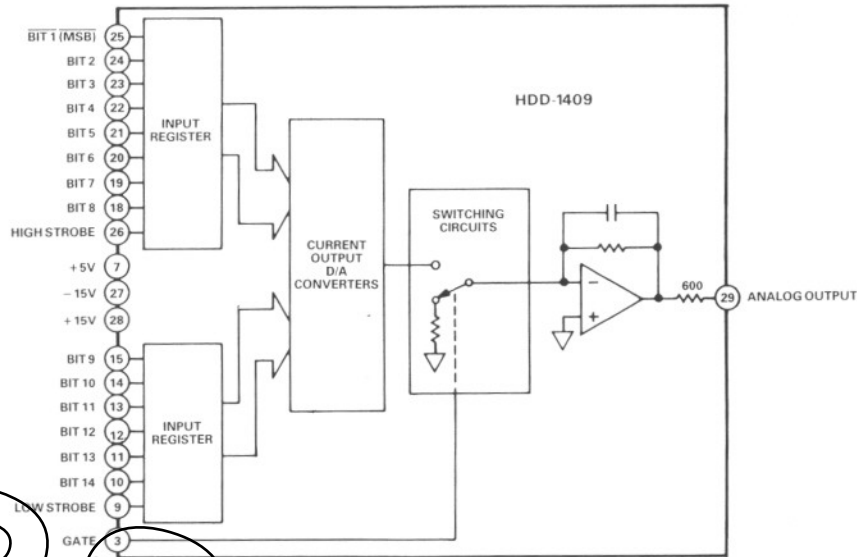 BIT 1 (MSB) 25
BIT 2 24
BIT 3 23
BIT 4 22
BIT 5 21
BIT 6 20
BIT 7 19
BIT 8 18
HIGH STROBE 26
+5V 7
-15V 27
+15V 28
BIT 9 15
BIT 10 14
BIT 11 13
BIT 12 12
BIT 13 11
BIT 14 10
LOW STROBE 9
GATE 3
INPUT
REGISTER
INPUT
REGISTER
CURRENT
OUTPUT
D/A
CONVERTERS
HDD-1409
SWITCHING
CIRCUITS
-
+
600
29 ANALOG OUTPUT